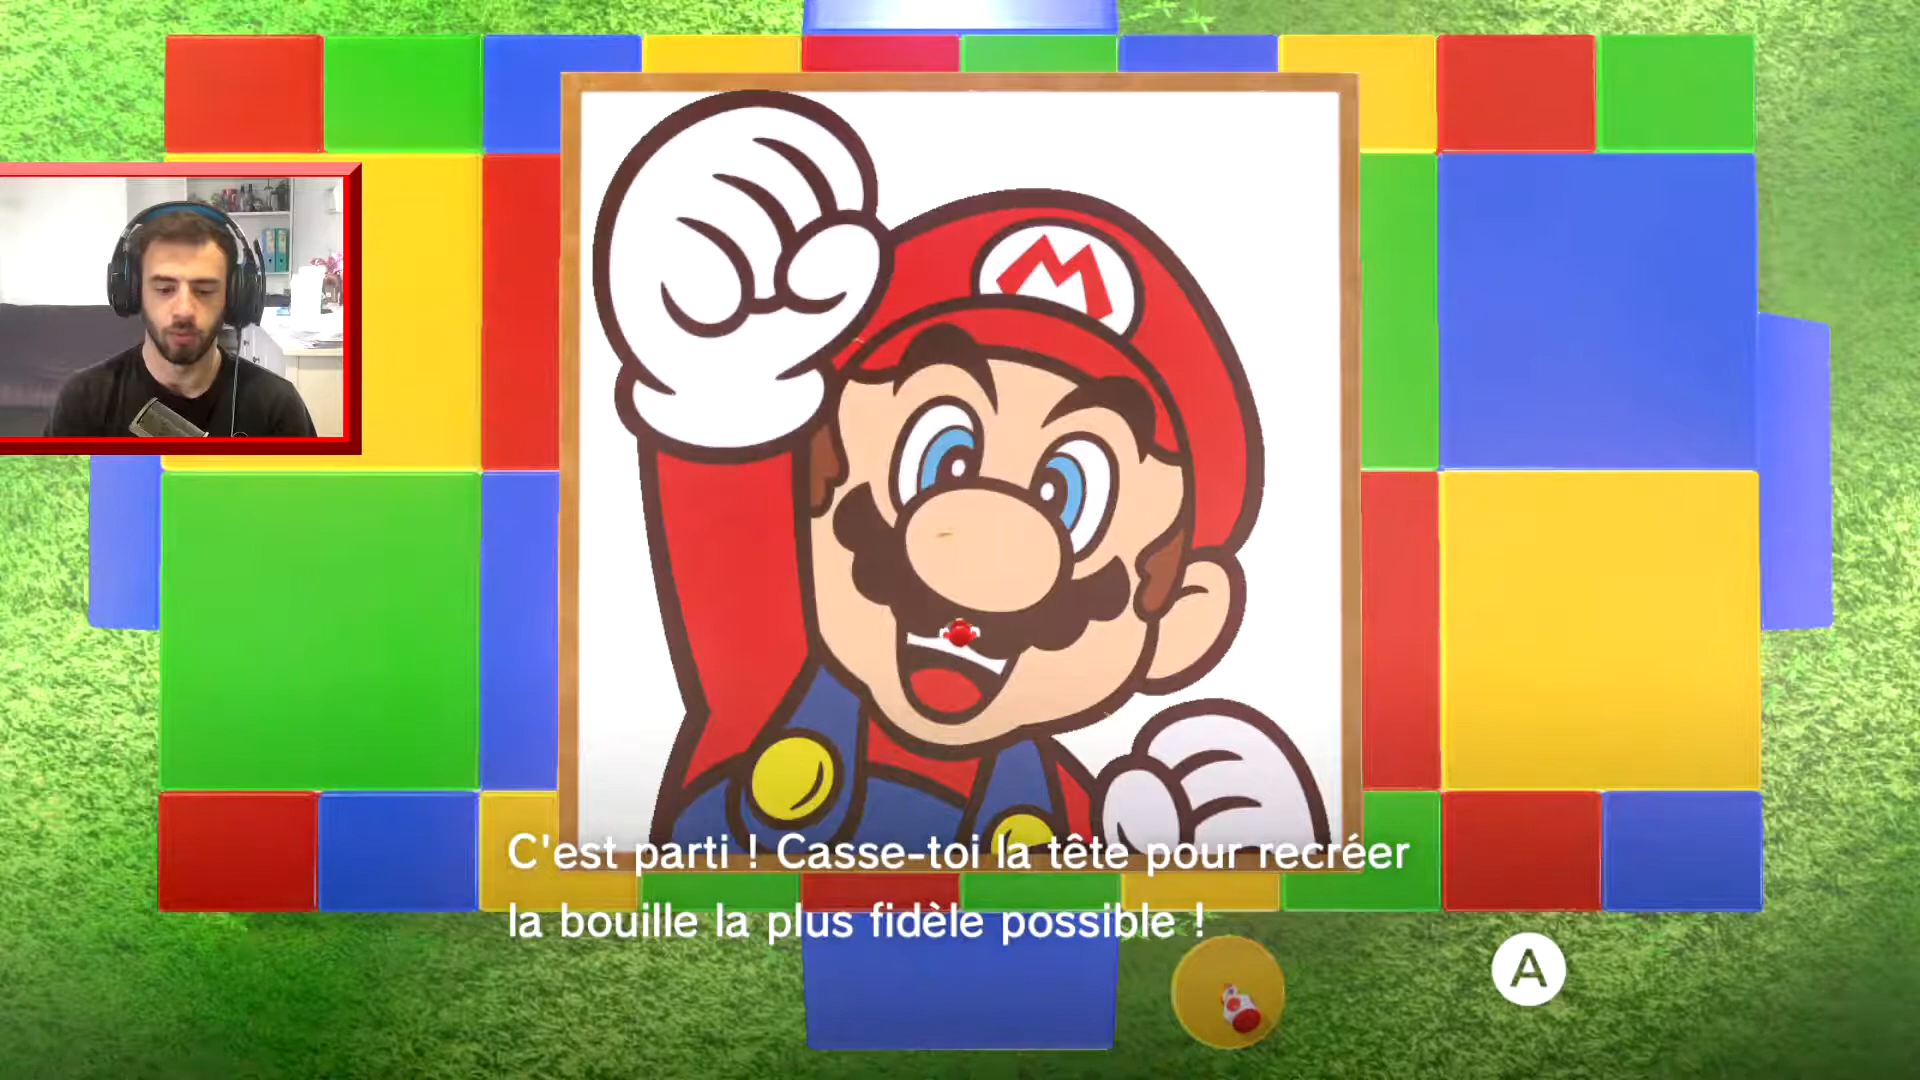 M
C'est parti ! Casse-toi la tête pour recréer
la bouille la plus fidèle possible !
A